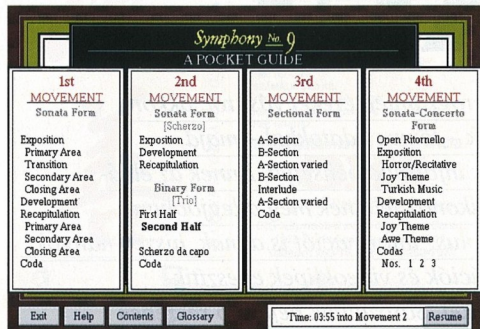 Symphony No. 9
A POCKET GUIDE
1st
MOVEMENT
Sonata Form
Exposition
Primary Area
Transition
Secondary Area
Closing Area
Development
Recapitulation
Primary Area
Secondary Area
Closing Area
Coda
2nd
MOVEMENT
Sonata Form
[Scherzo]
Exposition
Development
Recapitulation
Binary Form
[Trio]
First Half
Second Half
Scherzo da capo
Coda
3rd
MOVEMENT
Sectional Form
A-Section
B-Section
A-Section varied
B-Section
Interlude
A-Section varied
Coda
4th
MOVEMENT
Sonata-Concerto
Form
Open Ritornello
Exposition
Horror/Recitative
Joy Theme
Turkish Music
Development
Recapitulation
Joy Theme
Awe Theme
Codas
Nos. 1 2 3
Exit Help Contents Glossary Time: 03:55 into Movement 2 Resume